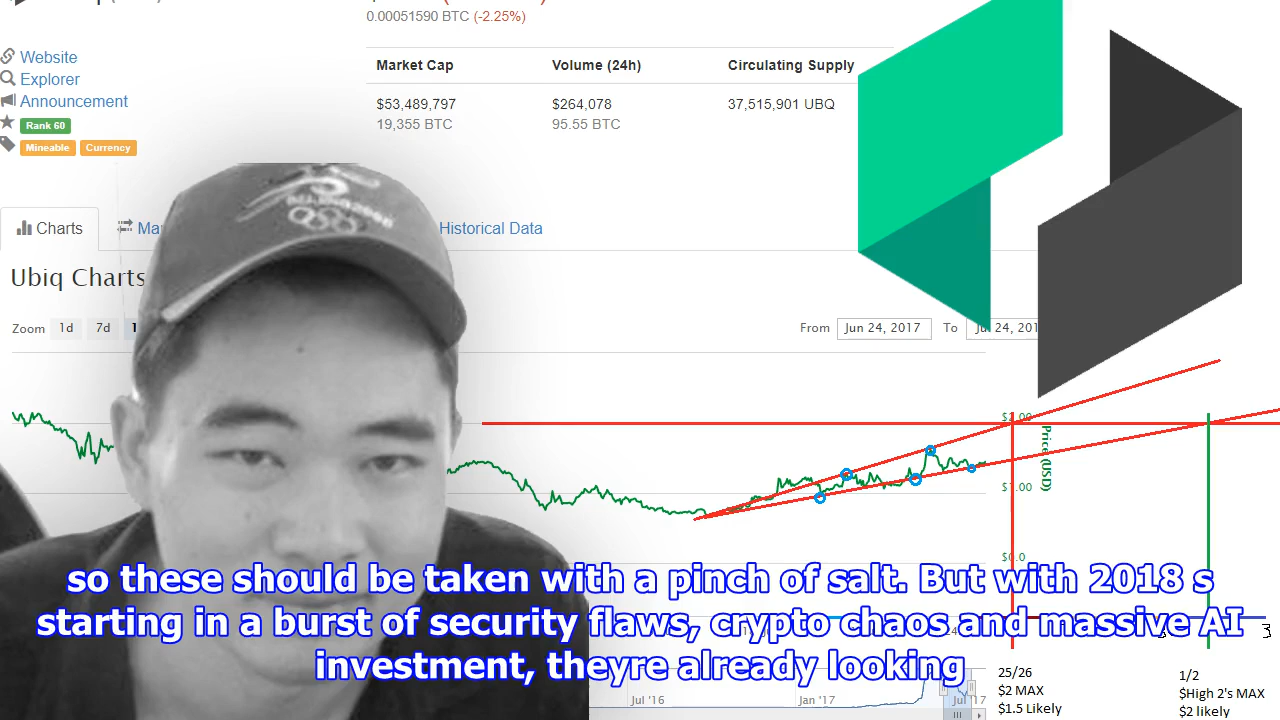 0.00051590 BTC (-2.25%)
Website
Explorer
Announcement
Rank 60
Mineable Currency
Market Cap Volume (24h) Circulating Supply
$53,489,797 $264,078 37,515,901 UBQ
19,355 BTC 95.55 BTC
Charts Ma Historical Data
Ubiq Charts
Zoom 1d 7d 1
From Jun 24, 2017 To
$1.00
Price (USD)
$0.0
so these should be taken with a pinch of salt. But with 2018 s
starting in a burst of security flaws, crypto chaos and massive AI
investment, theyre already looking
Jul '16 Jan '17 Jul '17
25/26
$2 MAX
$1.5 Likely
1/2
$High 2's MAX
$2 likely